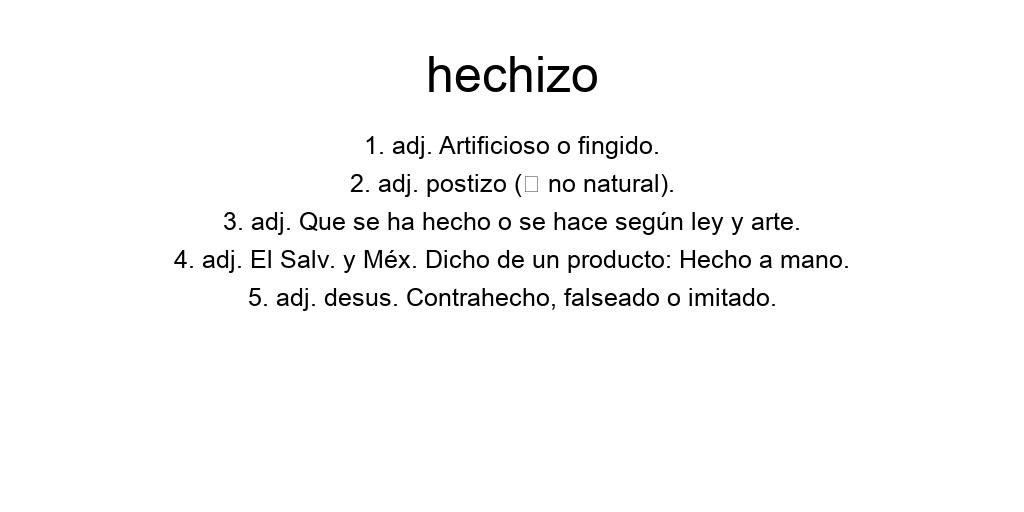 hechizo
1. adj. Artificioso o fingido.
2. adj. postizo (□ no natural).
3. adj. Que se ha hecho o se hace según ley y arte.
4. adj. El Salv. y Méx. Dicho de un producto: Hecho a mano.
5. adj. desus. Contrahecho, falseado o imitado.